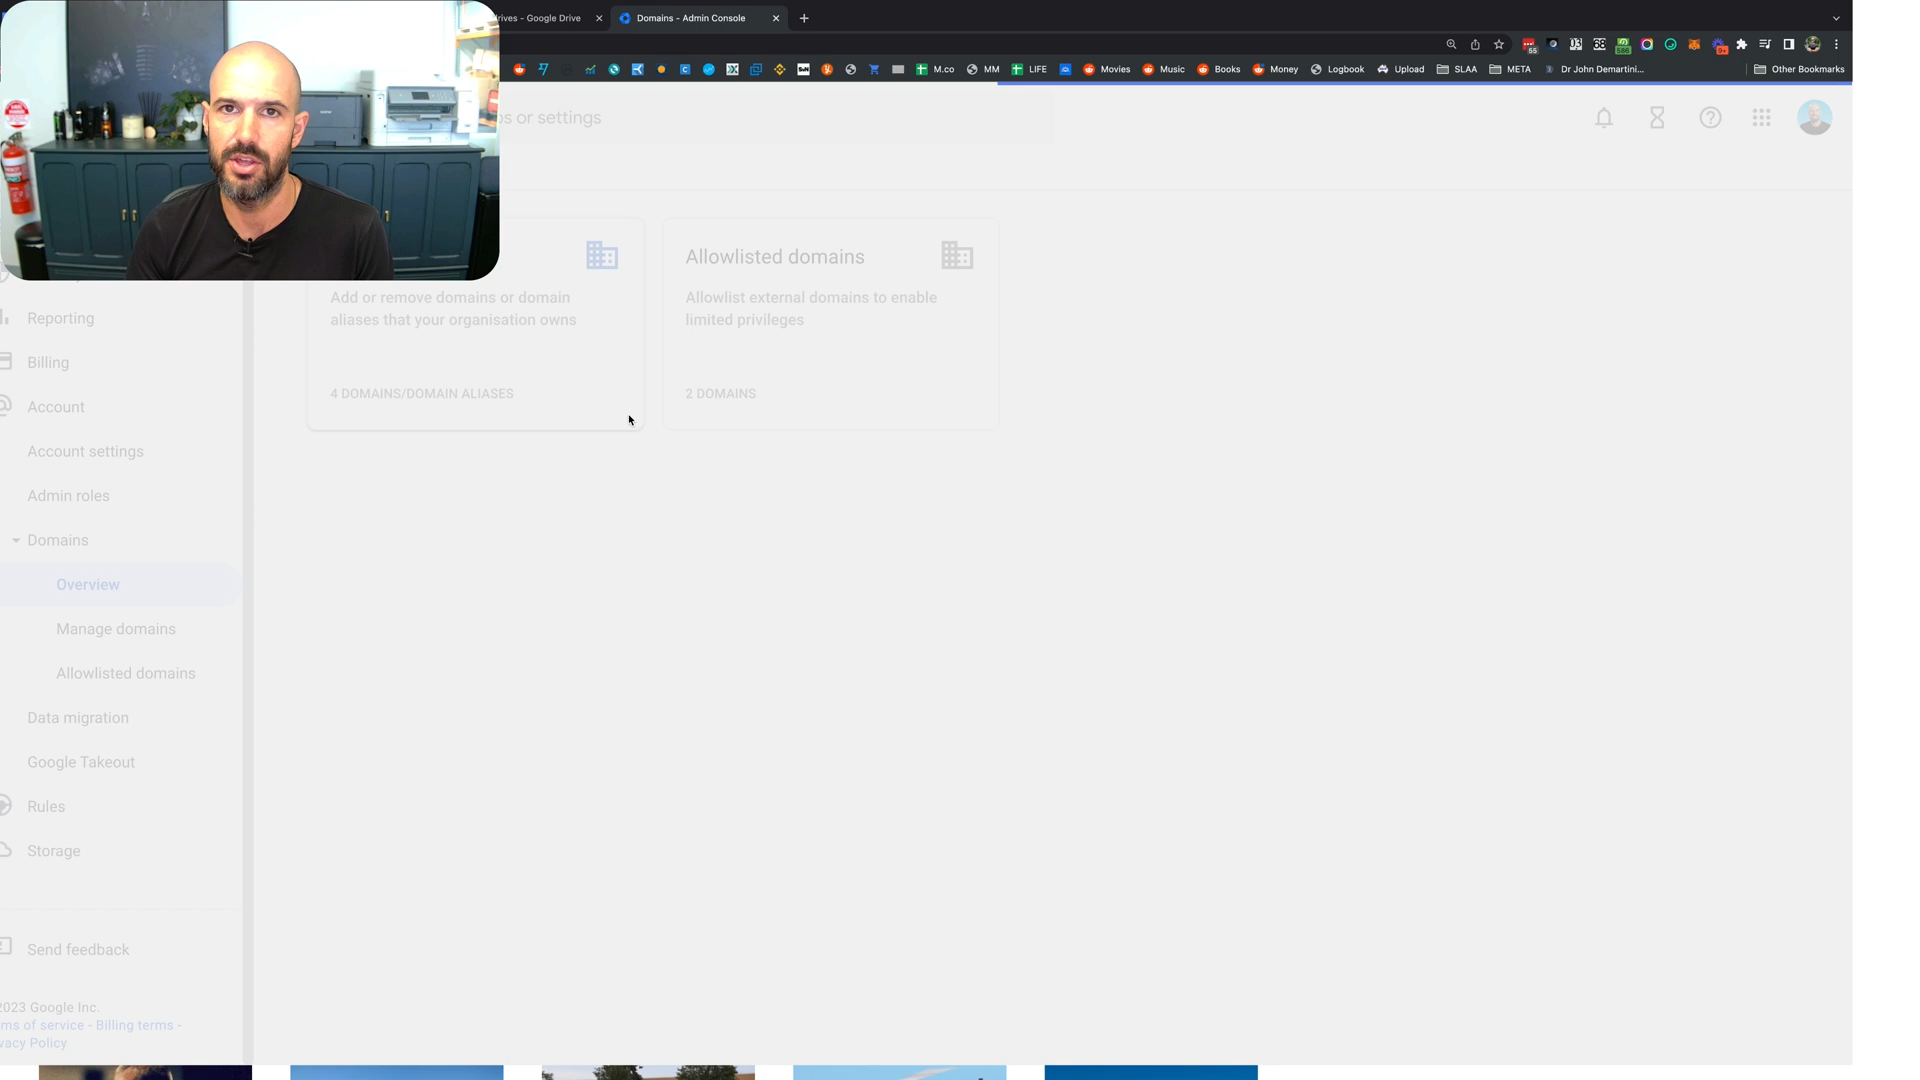 rives - Google Drive
Domains - Admin Console
55
586
9+
M.co
MM
LIFE
Movies
Music
Books
Money
Logbook
Upload
SLAA
META
Dr John Demartini...
Other Bookmarks
os or settings
Add or remove domains or domain
aliases that your organisation owns
4 DOMAINS/DOMAIN ALIASES
Allowlisted domains
Allowlist external domains to enable
limited privileges
2 DOMAINS
Reporting
Billing
Account
Account settings
Admin roles
Domains
Overview
Manage domains
Allowlisted domains
Data migration
Google Takeout
Rules
Storage
Send feedback
2023 Google Inc.
ms of service - Billing terms -
vacy Policy